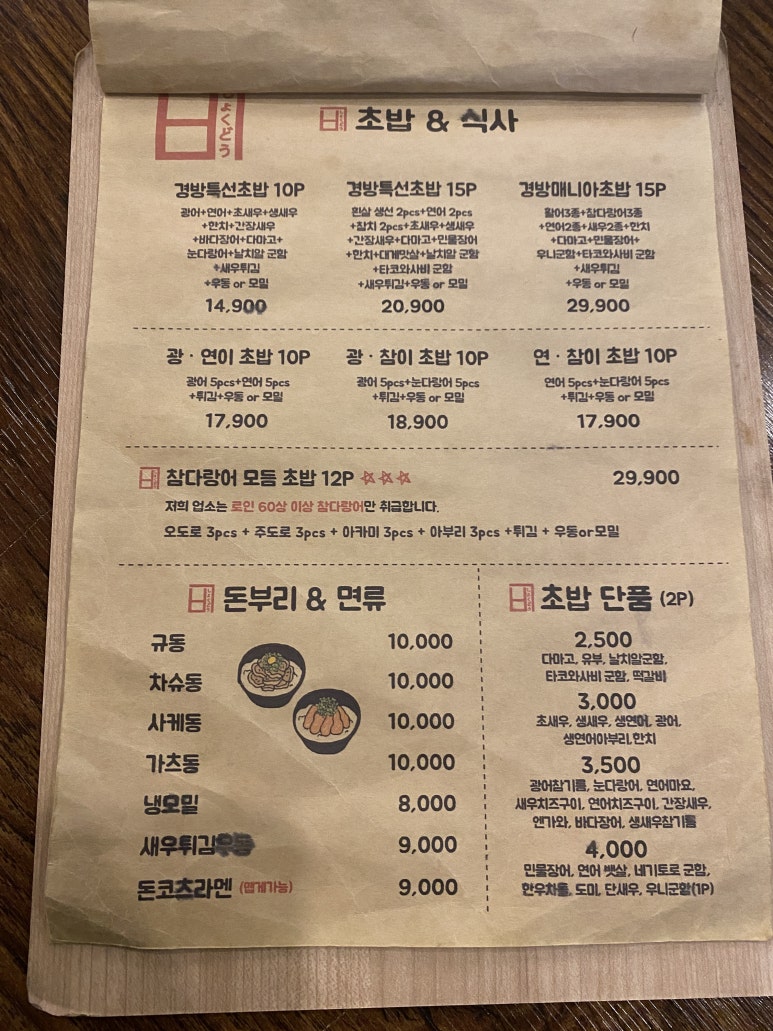 ょくどう
초밥 & 식사
경방특선초밥 10P
광어+연어+초새우+생새우
+한치+간장새우
+바다장어+다마고+
눈다랑어+날치알 군함
+새우튀김
+우동 or 모밀
14,900
경방특선초밥 15P
흰살 생선 2pcs+연어 2pcs
+참치 2pcs+초새우+생새우
+간장새우+다마고+민물장어
+한치+대게맛살+날치알 군함
+타코와사비 군함
+새우튀김+우동 or 모밀
20,900
경방매니아초밥 15P
활어3종+참다랑어3종
+연어2종+새우2종+한치
+다마고+민물장어+
우니군함+타코와사비 군함
+새우튀김
+우동 or 모밀
29,900
광 · 연이 초밥 10P
광어 5pcs+연어 5pcs
+튀김+우동 or 모밀
17,900
광 · 참이 초밥 10P
광어 5pcs+눈다랑어 5pcs
+튀김+우동 or 모밀
18,900
연 · 참이 초밥 10P
연어 5pcs+눈다랑어 5pcs
+튀김+우동 or 모밀
17,900
참다랑어 모듬 초밥 12P 29,900
저희 업소는 로인 60상 이상 참다랑어만 취급합니다.
오도로 3pcs + 주도로 3pcs + 아카미 3pcs + 아부리 3pcs +튀김 + 우동or모밀
돈부리 & 면류
규동 10,000
차슈동 10,000
사케동 10,000
가츠동 10,000
냉모밀 8,000
새우튀김우동 9,000
돈코츠라멘 (맵게가능) 9,000
초밥 단품 (2P)
2,500
다마고, 유부, 날치알군함,
타코와사비 군함, 떡갈비
3,000
초새우, 생새우, 생연어, 광어,
생연어아부리,한치
3,500
광어참기름, 눈다랑어, 연어마요,
새우치즈구이, 연어치즈구이, 간장새우,
엔가와, 바다장어, 생새우참기름
4,000
민물장어, 연어 뱃살, 네기토로 군함,
한우차돌, 도미, 단새우, 우니군함(1P)